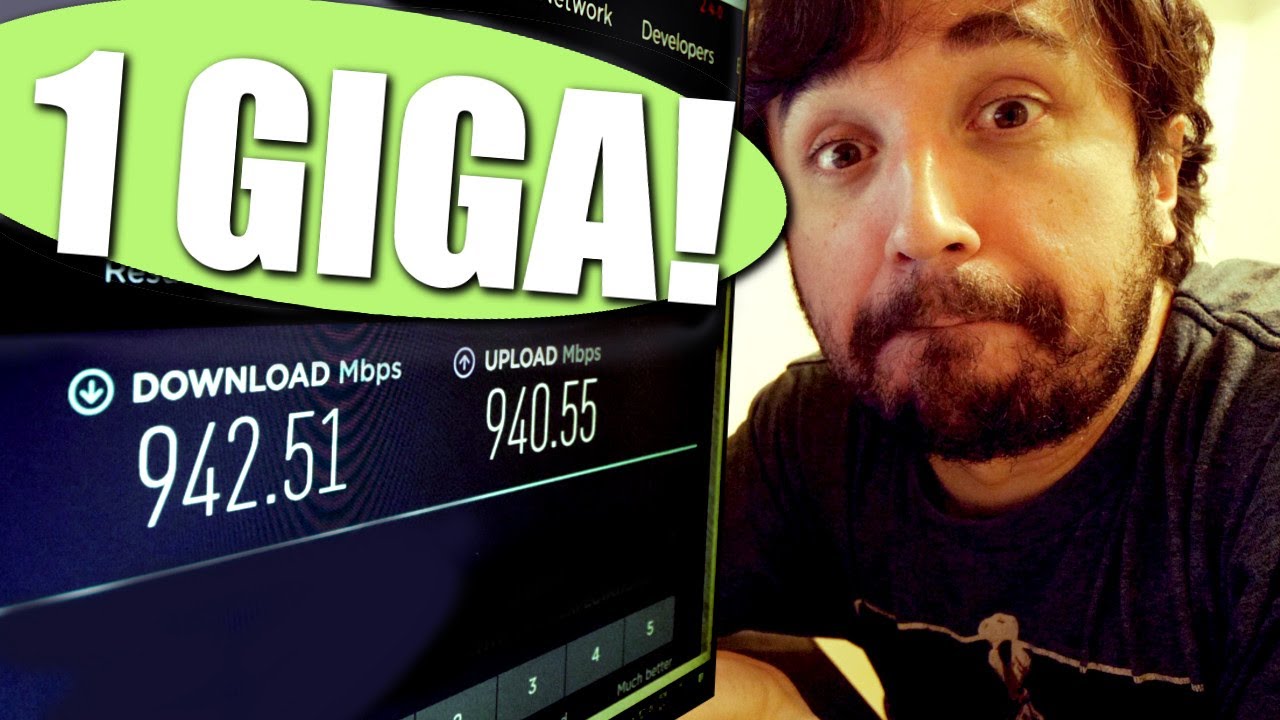 Network
Developers
1 GIGA!
DOWNLOAD Mbps
UPLOAD Mbps
942.51
940.55
3
4
5
Much better